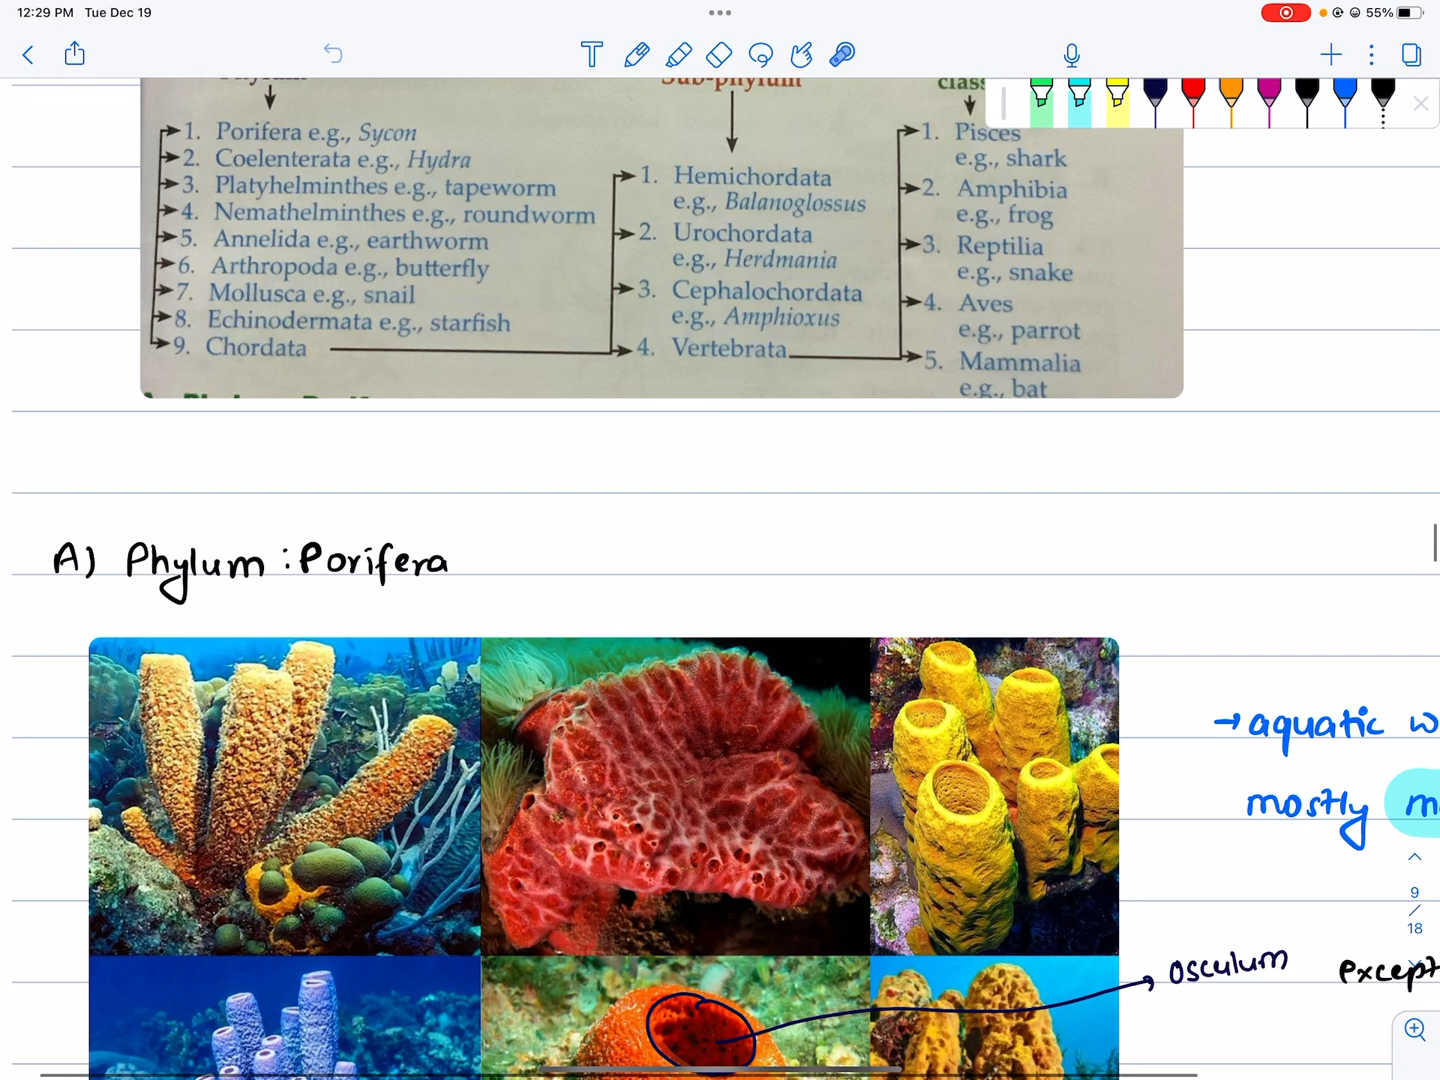 12:29 PM Tue Dec 19
55%
Sub-phylum
class
1. Porifera e.g., Sycon
2. Coelenterata e.g., Hydra
3. Platyhelminthes e.g., tapeworm
4. Nemathelminthes e.g., roundworm
5. Annelida e.g., earthworm
6. Arthropoda e.g., butterfly
7. Mollusca e.g., snail
8. Echinodermata e.g., starfish
9. Chordata
1. Hemichordata
e.g., Balanoglossus
2. Urochordata
e.g., Herdmania
3. Cephalochordata
e.g., Amphioxus
4. Vertebrata
1. Pisces
e.g., shark
2. Amphibia
e.g., frog
3. Reptilia
e.g., snake
4. Aves
e.g., parrot
5. Mammalia
e.g., bat
A) Phylum : Porifera
→ aquatic w
mostly m
9
/
18
osculum
Except